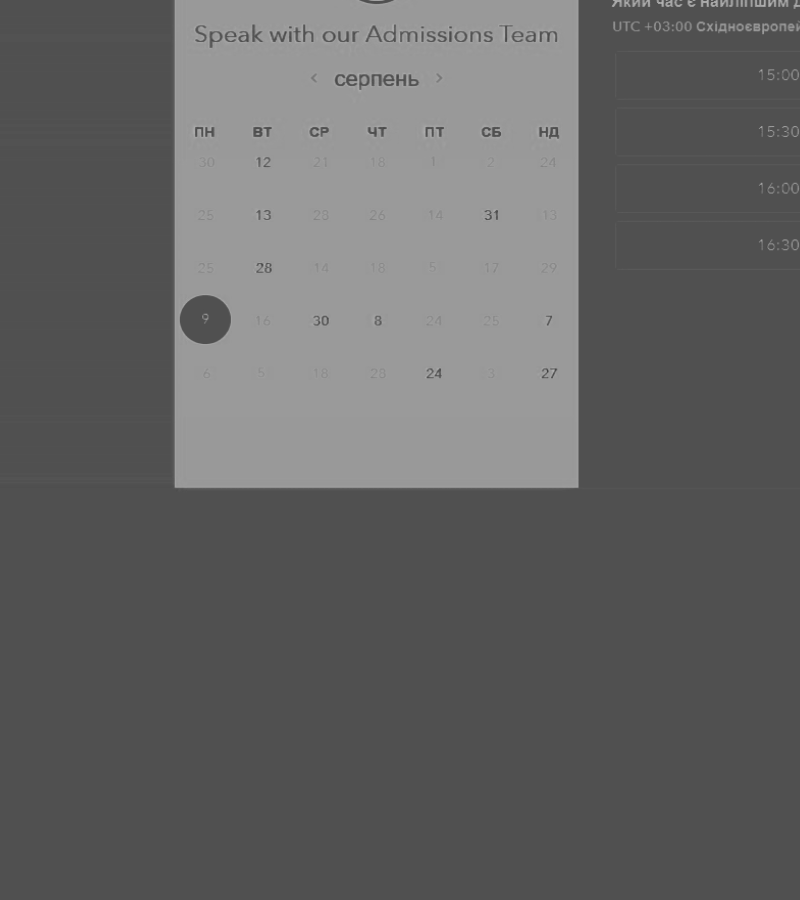 Speak with our Admissions Team
серпень
ПН ВТ СР ЧТ ПТ СБ НД
30 12 21 18 1 2 24
25 13 28 26 14 31 13
25 28 14 18 5 17 29
9 16 30 8 24 25 7
6 5 18 23 24 3 27
Який час є найліпшим
UTC +03:00 Східноєвропей
15:00
15:30
16:00
16:30